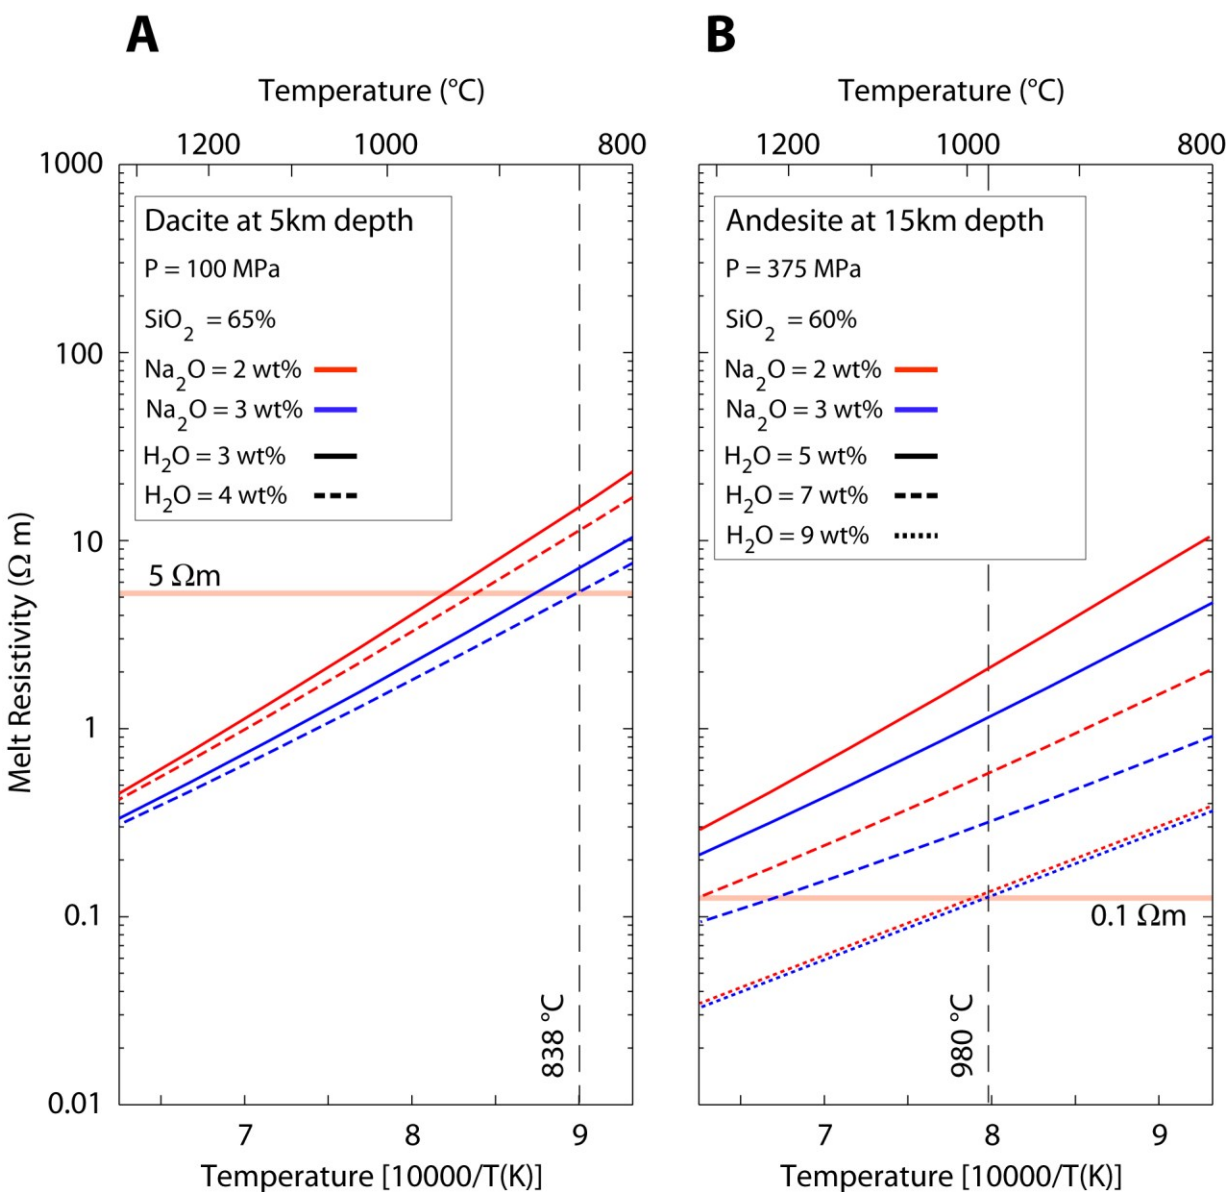 A
Temperature (°C)
1200 1000 800
1000
100
10
1
0.1
0.01
Melt Resistivity (Ω m)
Dacite at 5km depth
P = 100 MPa
SiO2 = 65%
Na2O = 2 wt%
Na2O = 3 wt%
H2O = 3 wt%
H2O = 4 wt%
5 Ωm
838 °C
7 8 9
Temperature [10000/T(K)]
B
Temperature (°C)
1200 1000 800
Andesite at 15km depth
P = 375 MPa
SiO2 = 60%
Na2O = 2 wt%
Na2O = 3 wt%
H2O = 5 wt%
H2O = 7 wt%
H2O = 9 wt%
0.1 Ωm
980 °C
7 8 9
Temperature [10000/T(K)]